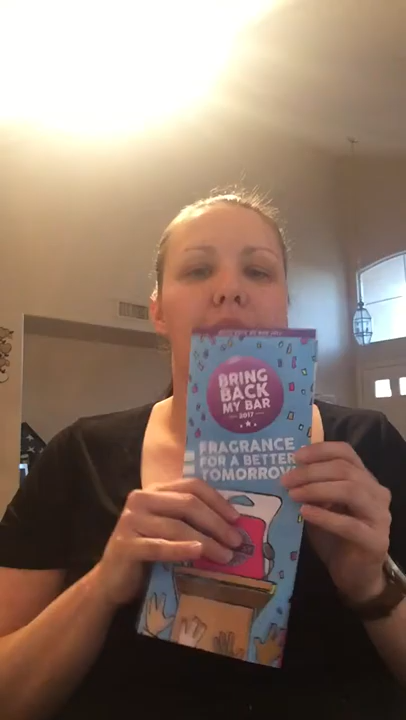 BRING
BACK
MY BAR
2017
FRAGRANCE
FOR A BETTER
TOMORROW